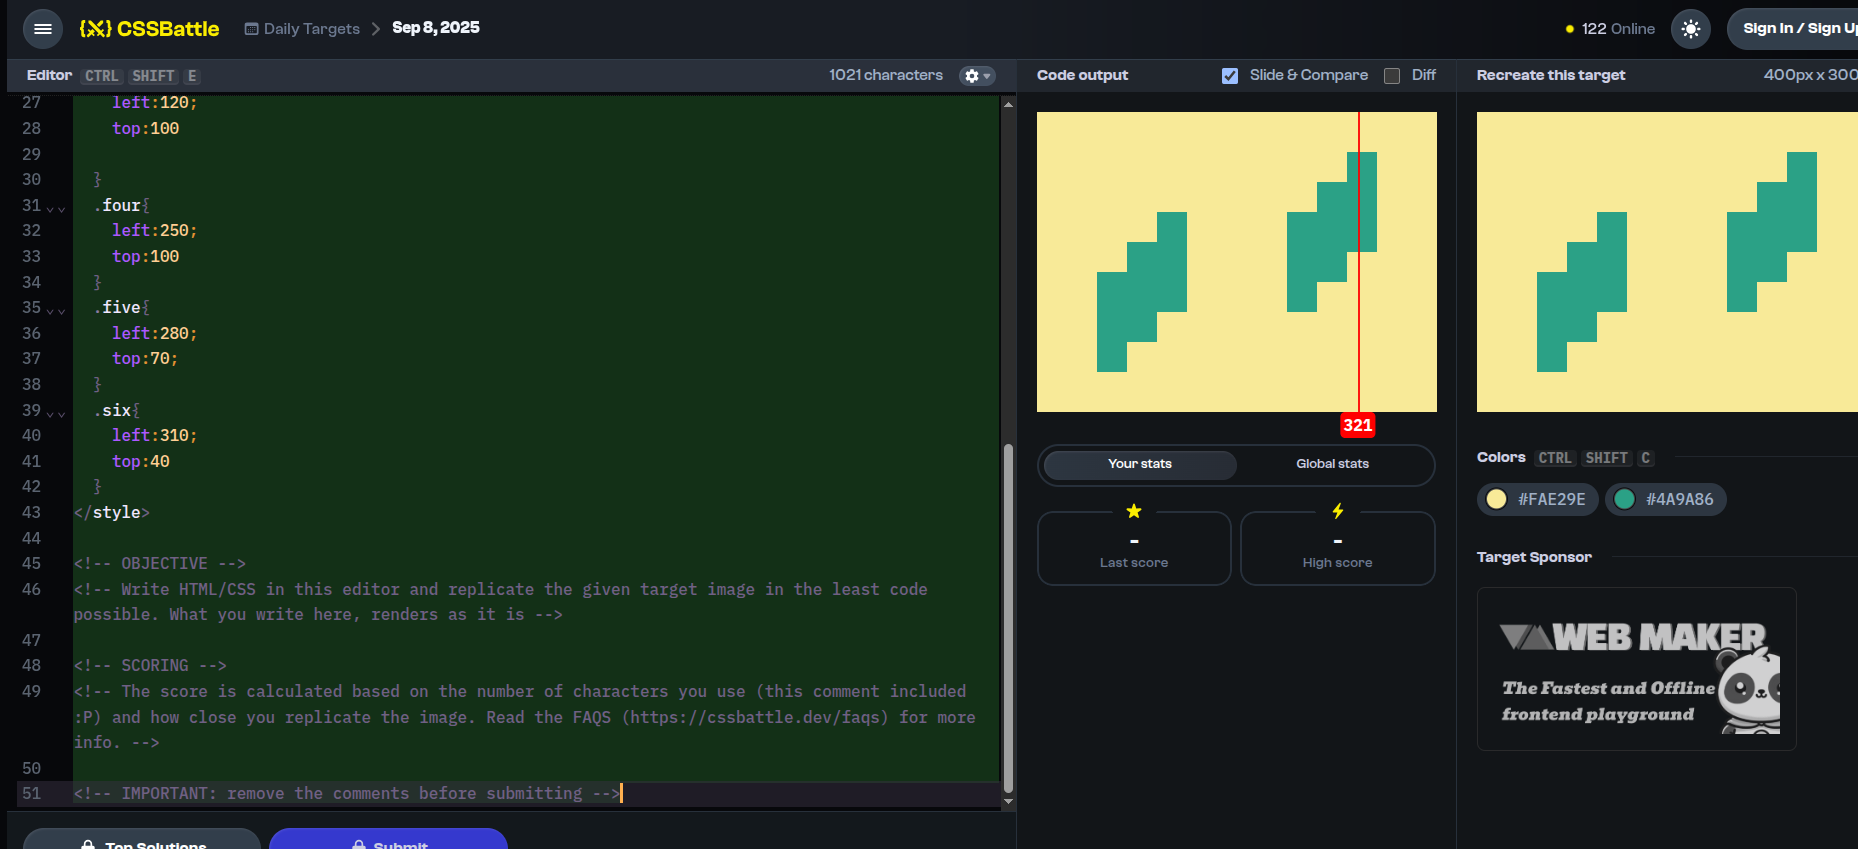 {X} CSSBattle
Daily Targets
Sep 8, 2025
122 Online
Sign In / Sign Up
Editor CTRL SHIFT E
1021 characters
Code output
Slide & Compare
Diff
Recreate this target
400px x 300
27 left:120;
28 top:100
29
30 }
31 .four{
32 left:250;
33 top:100
34 }
35 .five{
36 left:280;
37 top:70;
38 }
39 .six{
40 left:310;
41 top:40
42 }
43 </style>
44
45 <!-- OBJECTIVE -->
46 <!-- Write HTML/CSS in this editor and replicate the given target image in the least code
possible. What you write here, renders as it is -->
47
48 <!-- SCORING -->
49 <!-- The score is calculated based on the number of characters you use (this comment included
:P) and how close you replicate the image. Read the FAQS (https://cssbattle.dev/faqs) for more
info. -->
50
51 <!-- IMPORTANT: remove the comments before submitting -->
Top Solutions
Submit
321
Your stats
Global stats
-
Last score
-
High score
Colors CTRL SHIFT C
#FAE29E
#4A9A86
Target Sponsor
WEB MAKER
The Fastest and Offline
frontend playground